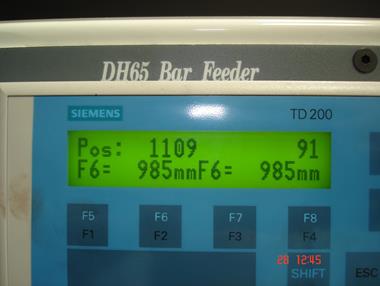 DH65 Bar Feeder
SIEMENS TD 200
Pos: 1109 91
F6= 985mmF6= 985mm
F5 F6 F7 F8
F1 F2 F3 F4
28 12:45
SHIFT ESC